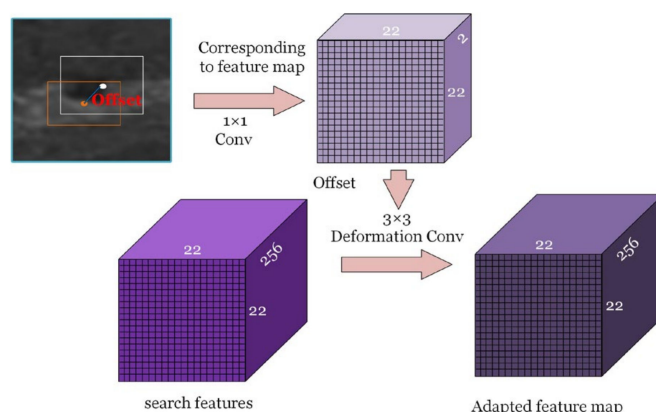 Offset
Corresponding
to feature map
1×1
Conv
22
2
22
Offset
3×3
Deformation Conv
22
256
22
search features
22
256
22
Adapted feature map